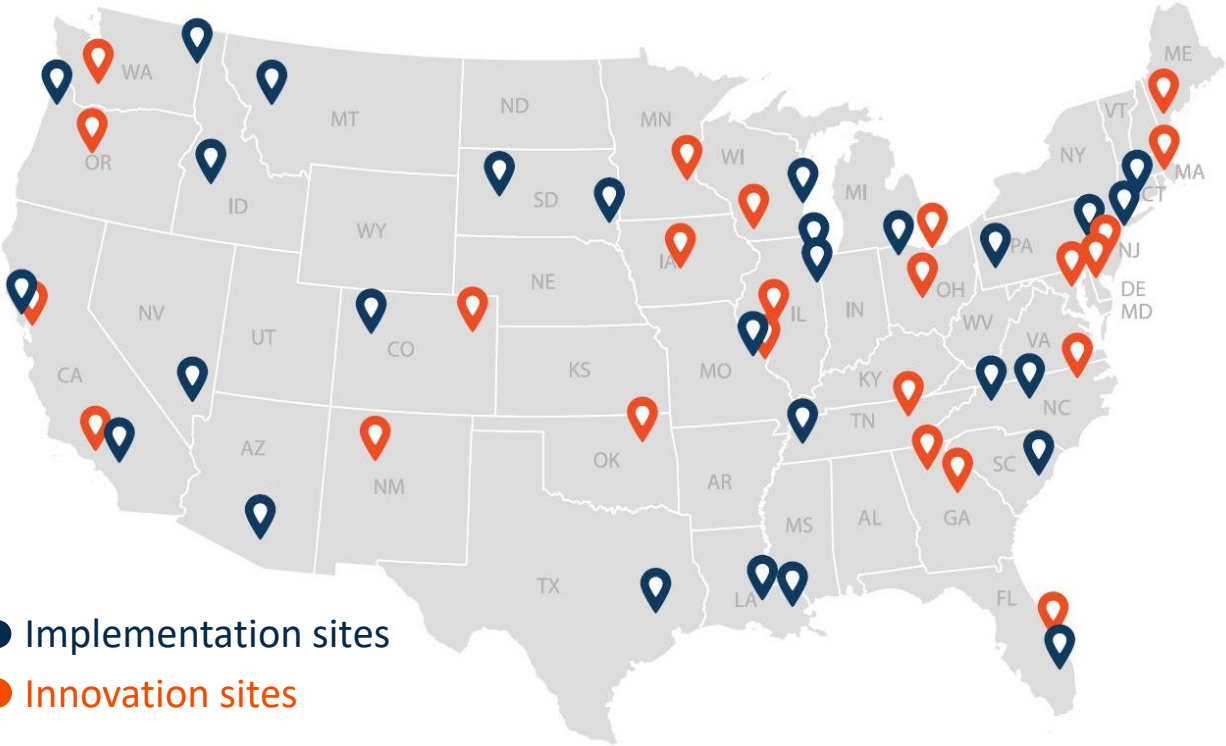 WA
ME
MT
ND
MN
VT
OR
ID
SD
WI
MI
NY
MA
CT
WY
IA
PA
NJ
NE
OH
DE
MD
NV
UT
CO
IL
IN
WV
VA
CA
KS
MO
KY
NC
AZ
NM
OK
AR
TN
SC
MS
AL
GA
TX
LA
FL
Implementation sites
Innovation sites